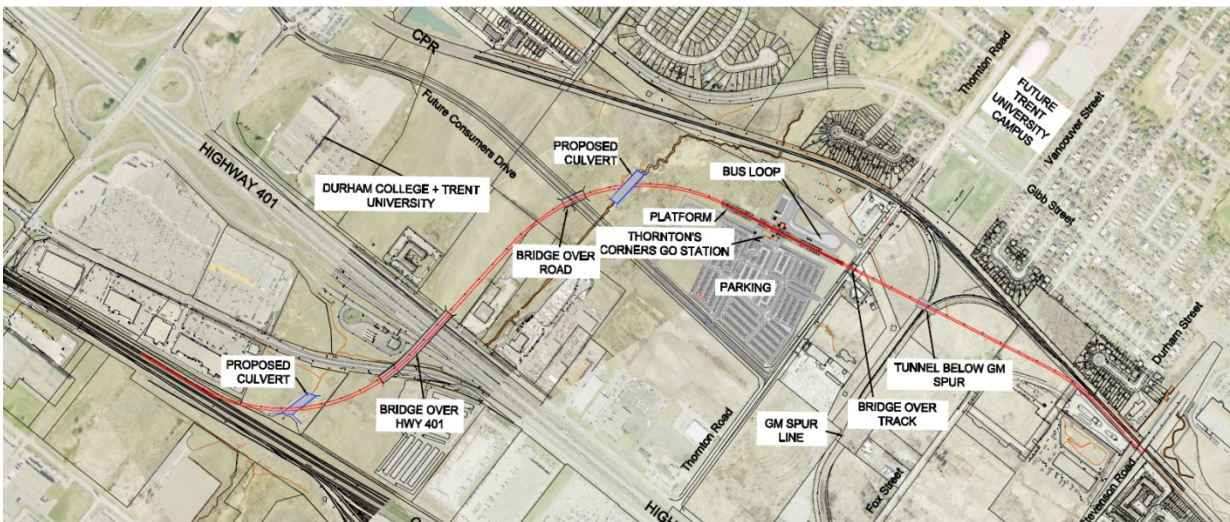 CPR
Future Consumers Drive
HIGHWAY 401
DURHAM COLLEGE + TRENT
UNIVERSITY
PROPOSED
CULVERT
BRIDGE OVER
ROAD
BUS LOOP
PLATFORM
THORNTON'S
CORNERS GO STATION
PARKING
Thornton Road
FUTURE
TRENT
UNIVERSITY
CAMPUS
Vancouver Street
Gibb Street
Durham Street
PROPOSED
CULVERT
BRIDGE OVER
HWY 401
Thornton Road
GM SPUR
LINE
BRIDGE OVER
TRACK
TUNNEL BELOW GM
SPUR
Fox Street
Stevenson Road